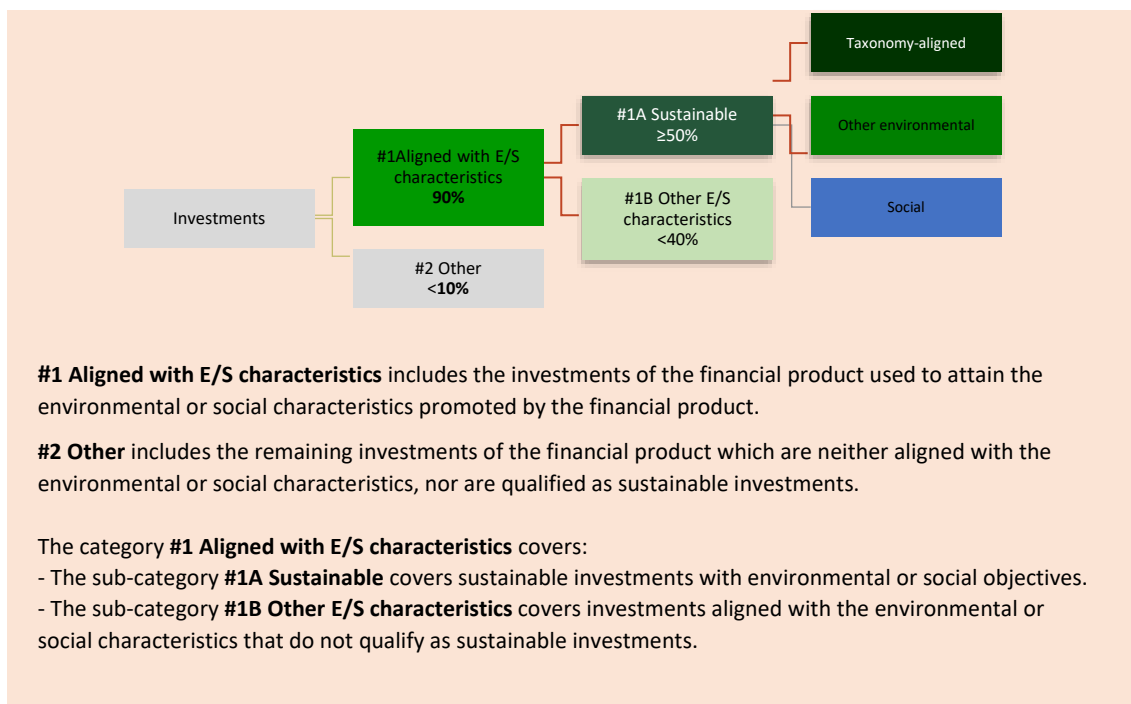 Taxonomy-aligned
#1A Sustainable
≥50%
Other environmental
#1Aligned with E/S
characteristics
90%
#1B Other E/S
characteristics
<40%
Social
Investments
#2 Other
<10%
#1 Aligned with E/S characteristics includes the investments of the financial product used to attain the
environmental or social characteristics promoted by the financial product.
#2 Other includes the remaining investments of the financial product which are neither aligned with the
environmental or social characteristics, nor are qualified as sustainable investments.
The category #1 Aligned with E/S characteristics covers:
- The sub-category #1A Sustainable covers sustainable investments with environmental or social objectives.
- The sub-category #1B Other E/S characteristics covers investments aligned with the environmental or
social characteristics that do not qualify as sustainable investments.